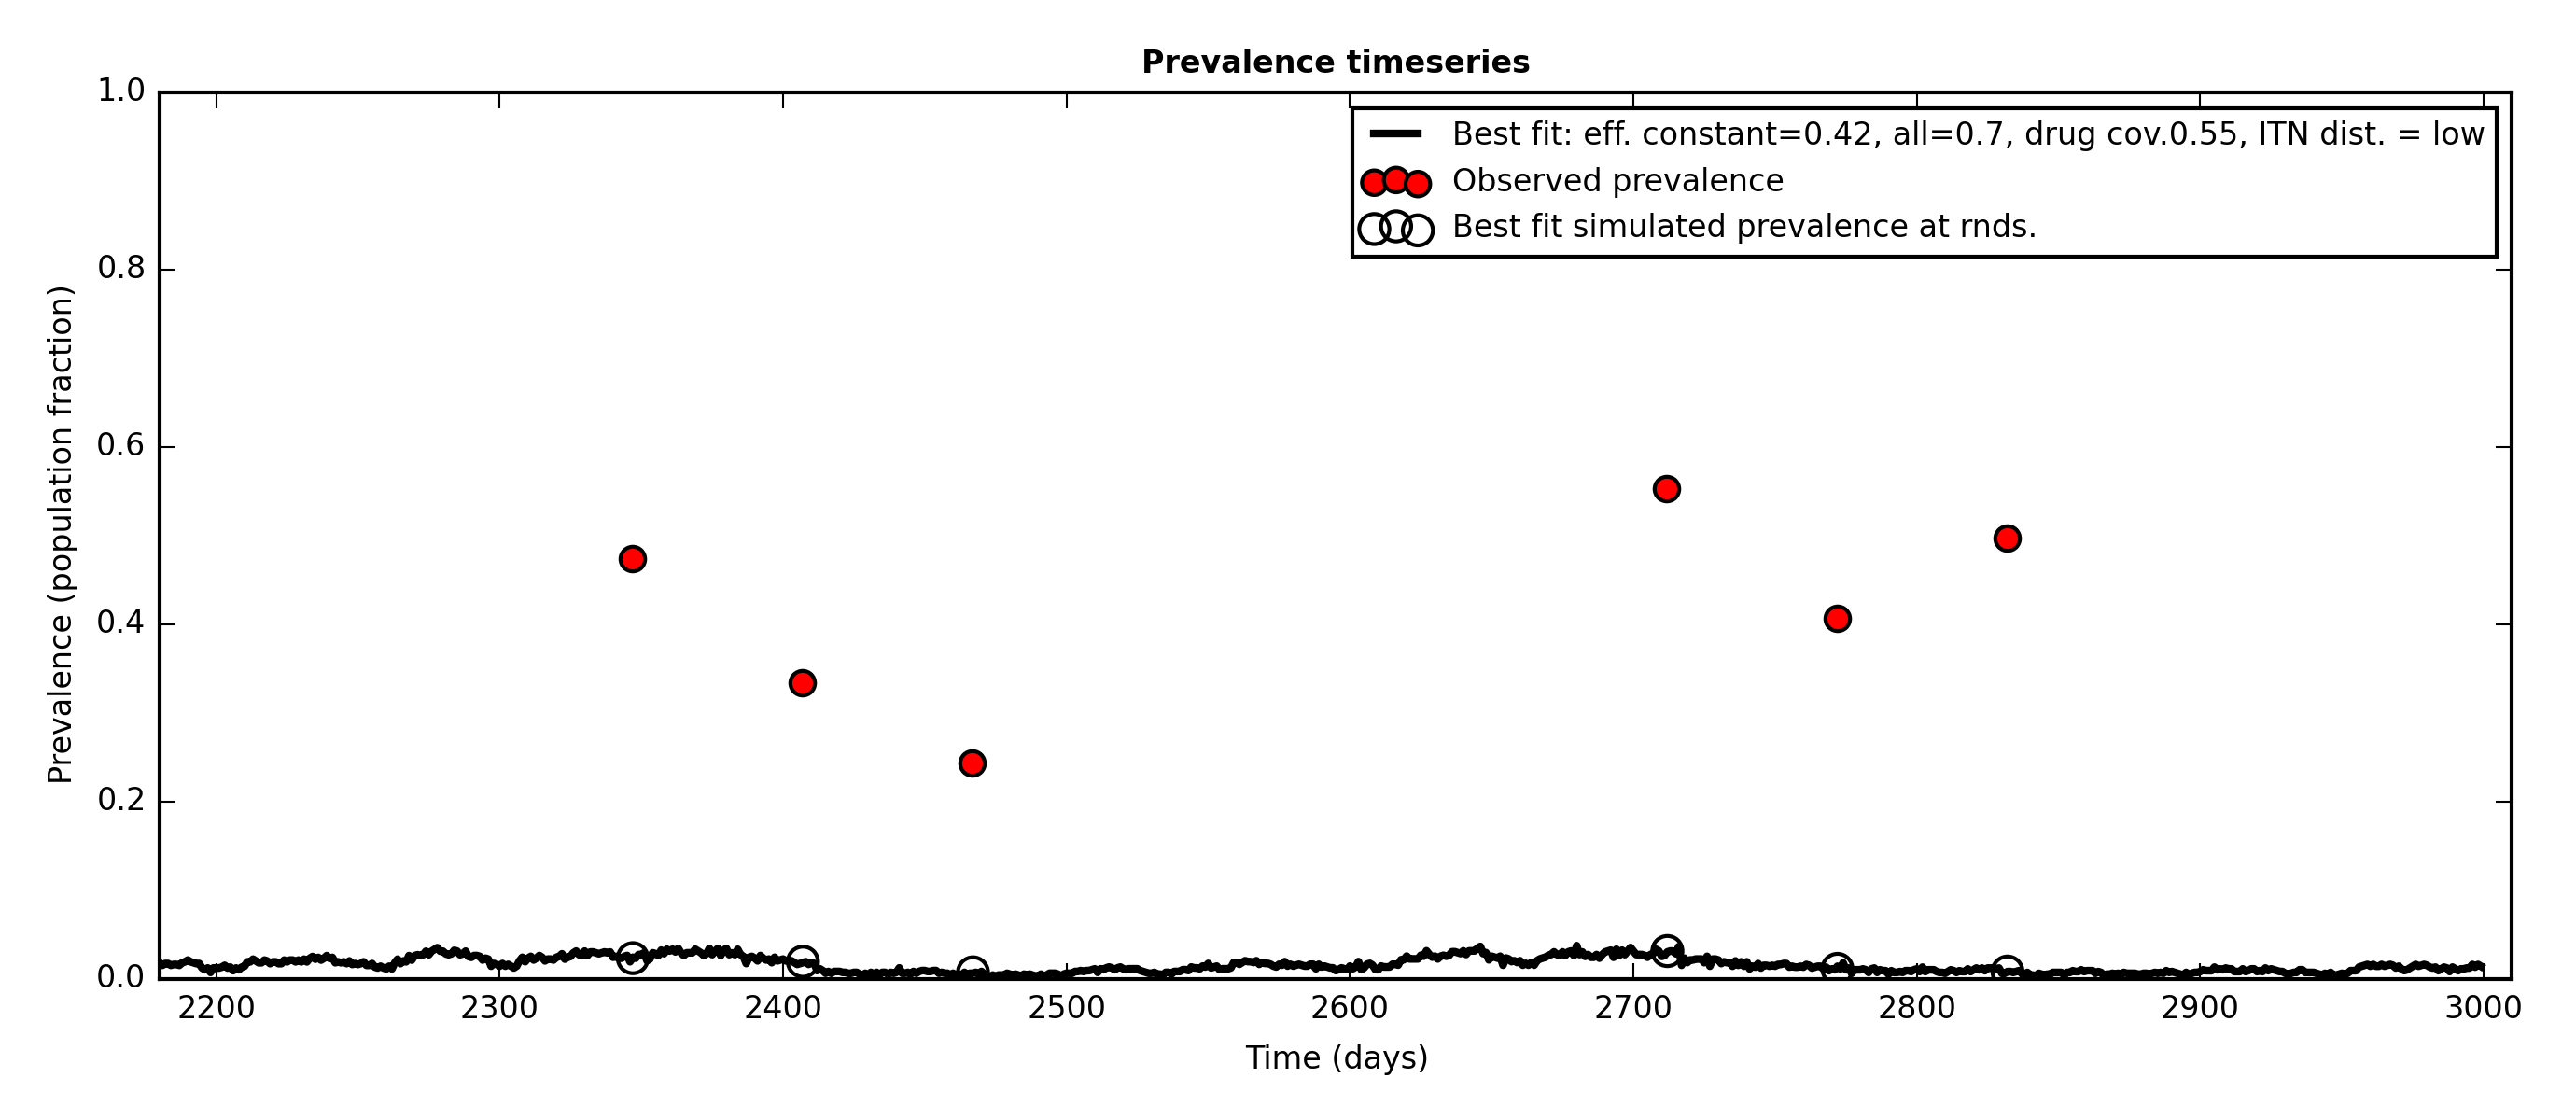 Prevalence timeseries
Best fit: eff. constant=0.42, all=0.7, drug cov.0.55, ITN dist. = low
Observed prevalence
Best fit simulated prevalence at rnds.
Prevalence (population fraction)
1.0
0.8
0.6
0.4
0.2
0.0
2200 2300 2400 2500 2600 2700 2800 2900 3000
Time (days)